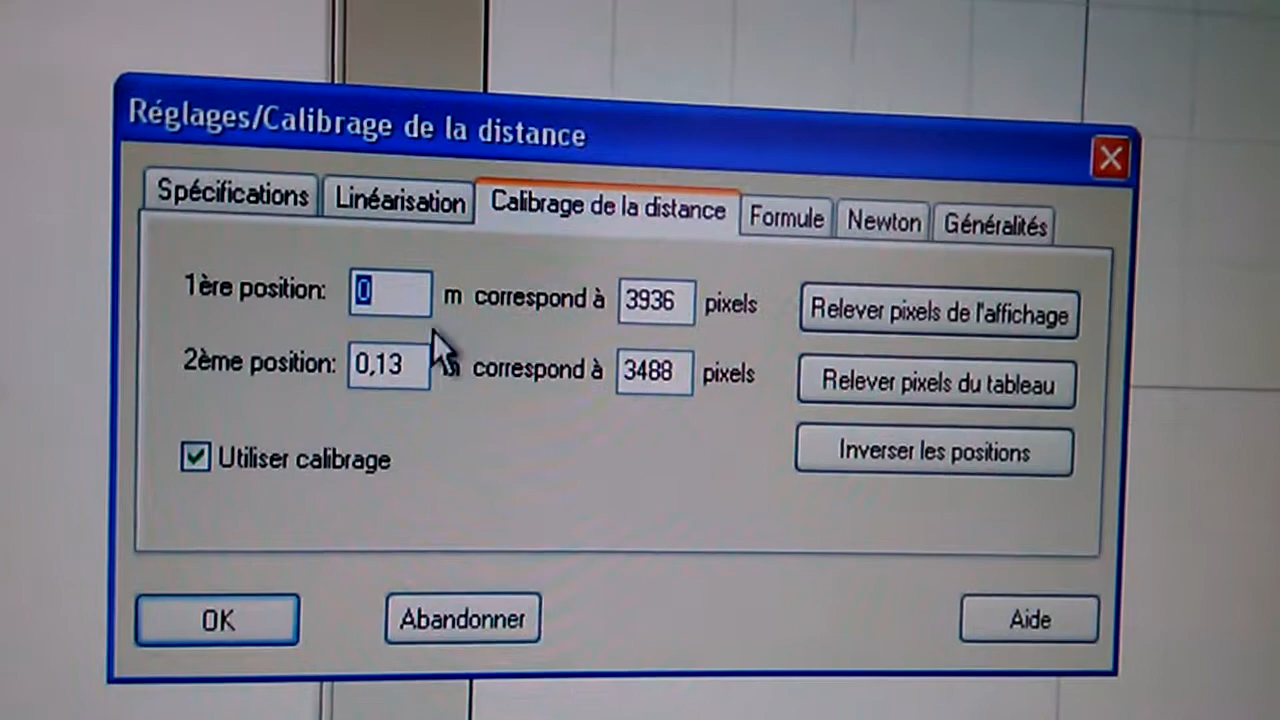 Réglages/Calibrage de la distance
Spécifications Linéarisation Calibrage de la distance Formule Newton Généralités
1ère position: 0 m correspond à 3936 pixels Relever pixels de l'affichage
2ème position: 0,13 correspond à 3488 pixels Relever pixels du tableau
Inverser les positions
Utiliser calibrage
OK Abandonner Aide